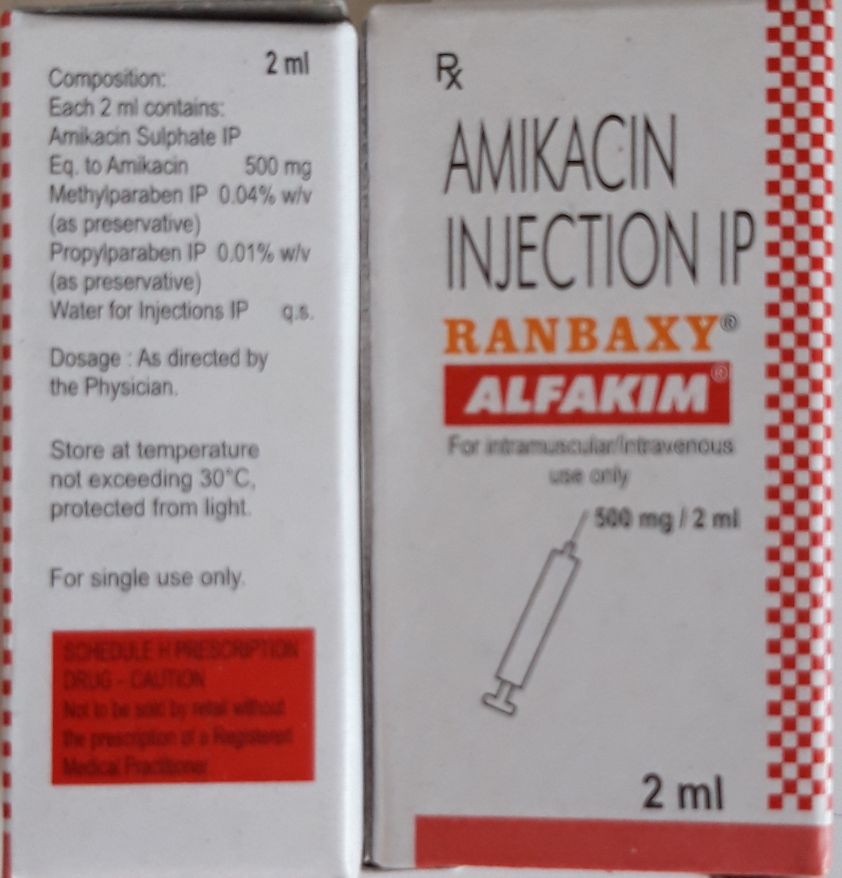 2 ml
Composition:
Each 2 ml contains:
Amikacin Sulphate IP
Eq. to Amikacin 500 mg
Methylparaben IP 0.04% w/v
(as preservative)
Propylparaben IP 0.01% w/v
(as preservative)
Water for Injections IP q.s.
Dosage : As directed by
the Physician.
Store at temperature
not exceeding 30°C,
protected from light.
For single use only.
SCHEDULE H PRESCRIPTION
DRUG - CAUTION
Not to be sold by retail without
the prescription of a Registered
Medical Practitioner
Rx
AMIKACIN
INJECTION IP
RANBAXY®
ALFAKIM®
For intramuscular/Intravenous
use only
500 mg / 2 ml
2 ml